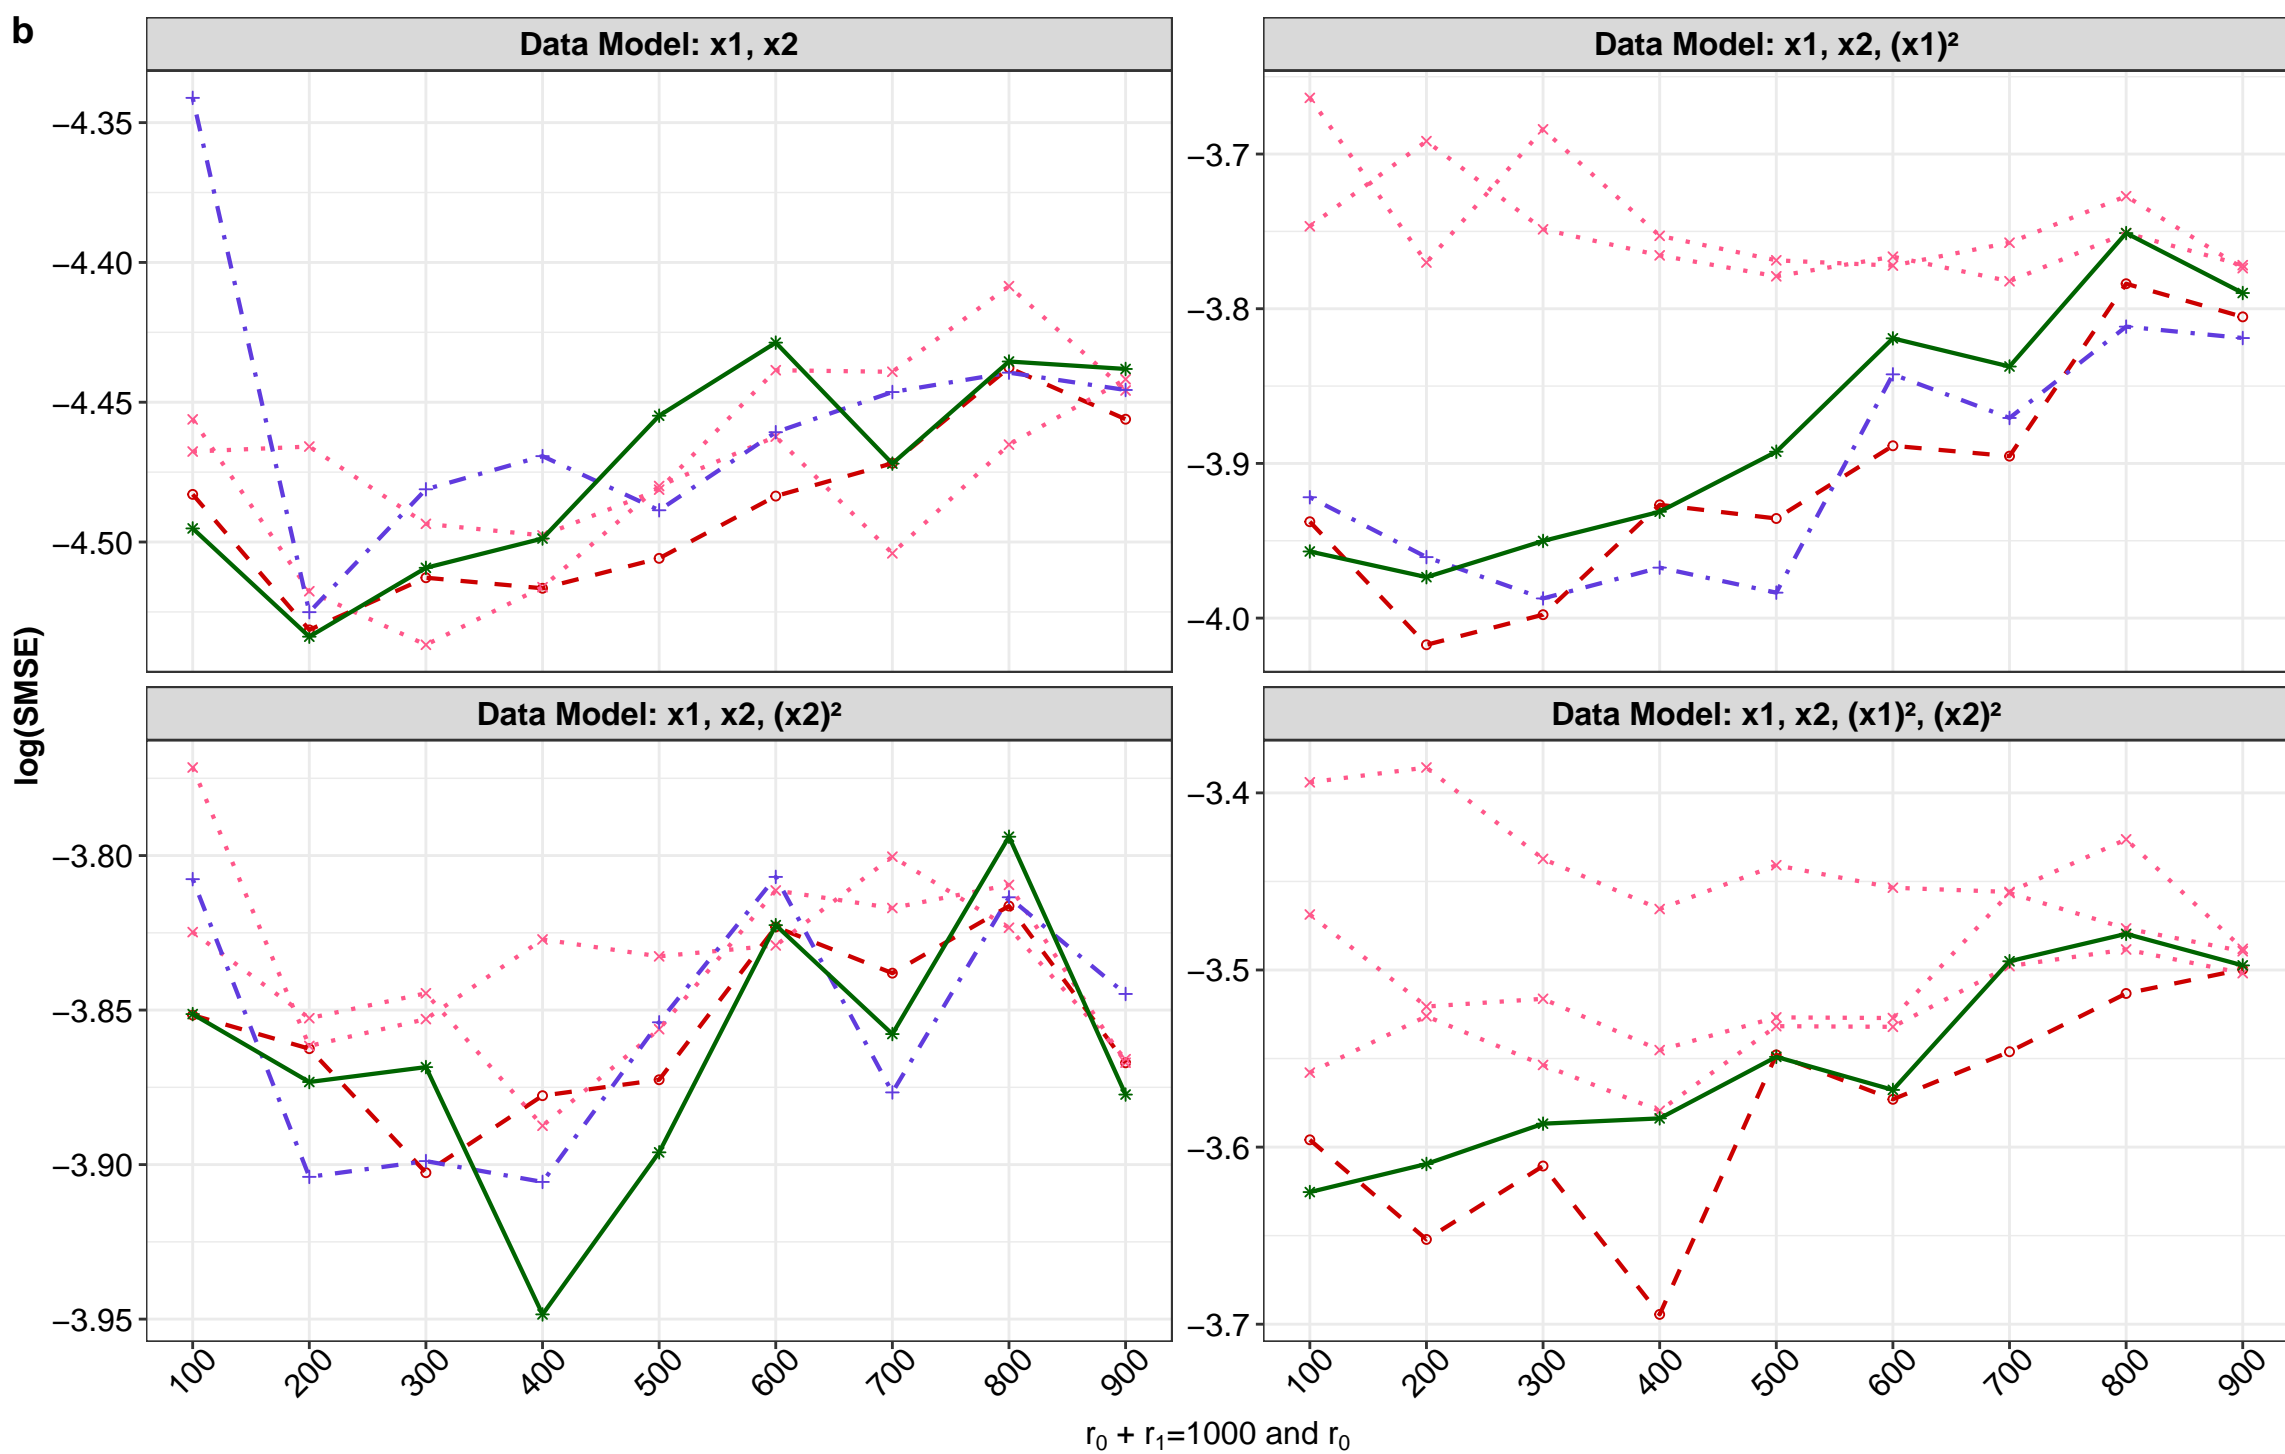 b
Data Model: x1, x2
Data Model: x1, x2, (x1)²
−4.35
−4.40
−4.45
−4.50
−3.7
−3.8
−3.9
−4.0
log(SMSE)
Data Model: x1, x2, (x2)²
Data Model: x1, x2, (x1)², (x2)²
−3.80
−3.85
−3.90
−3.95
−3.4
−3.5
−3.6
−3.7
100 200 300 400 500 600 700 800 900
100 200 300 400 500 600 700 800 900
r₀ + r₁=1000 and r₀